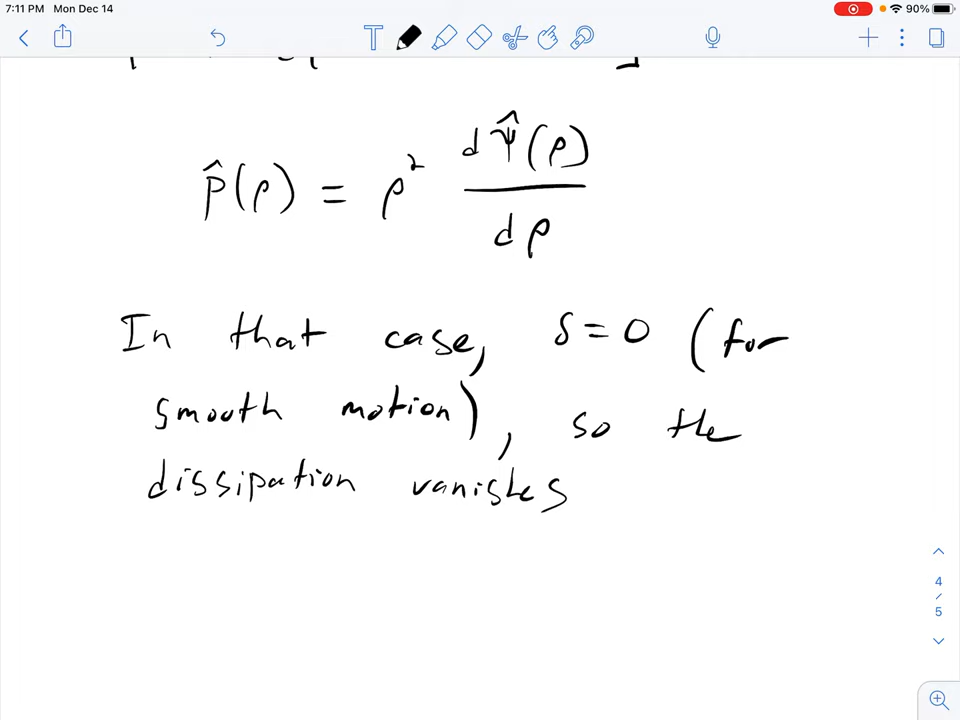 7:11 PM Mon Dec 14
90%
T
p̂(ρ) = ρ² dψ̂(ρ)/dρ
In that case, δ=0 (for
smooth motion), so the
dissipation vanishes
4
/
5